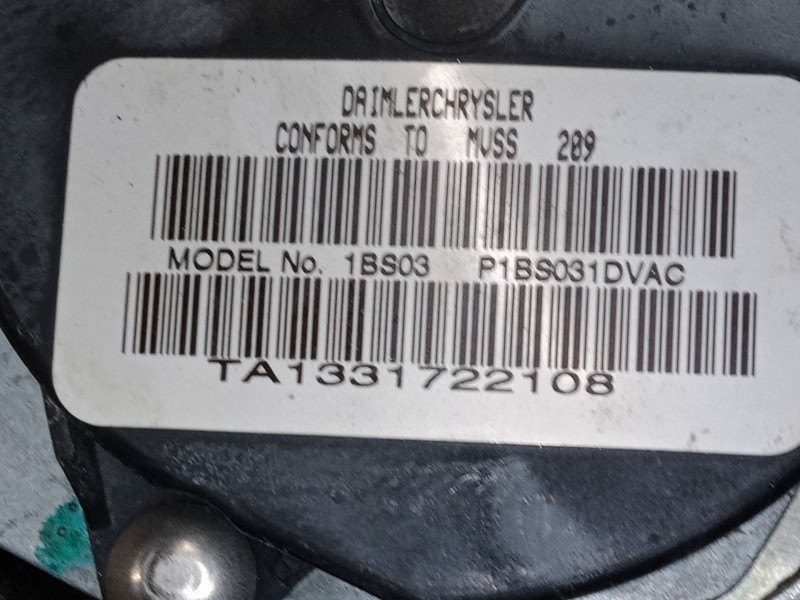 DAIMLERCHRYSLER
CONFORMS TO MVSS 209
MODEL No. 1BS03 P1BS031DVAC
TA1331722108